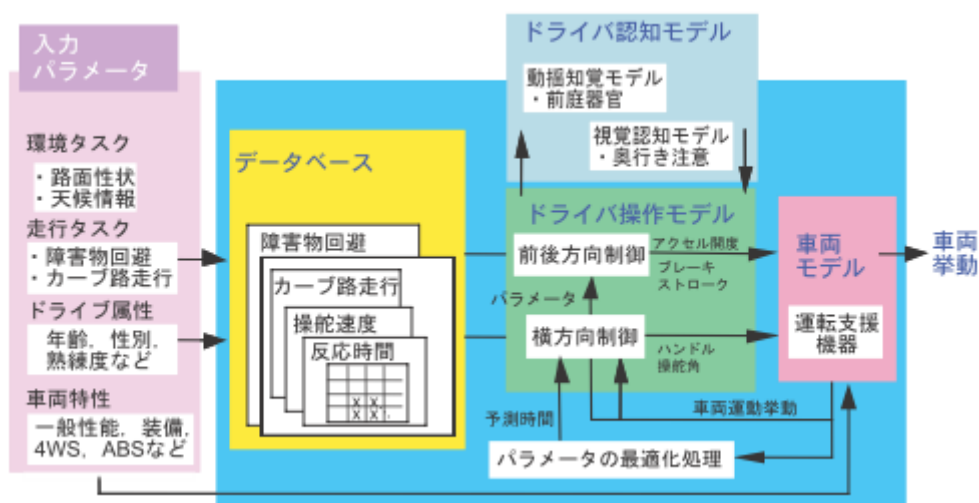 入力
パラメータ
環境タスク
・路面性状
・天候情報
走行タスク
・障害物回避
・カーブ路走行
ドライブ属性
年齢，性別，
熟練度など
車両特性
一般性能，装備，
4WS，ABSなど
データベース
障害物回避
カーブ路走行
操舵速度
反応時間
X X
X X
ドライバ認知モデル
動揺知覚モデル
・前庭器官
視覚認知モデル
・奥行き注意
ドライバ操作モデル
前後方向制御
アクセル開度
ブレーキ
ストローク
パラメータ
横方向制御
ハンドル
操舵角
予測時間
車両運動挙動
パラメータの最適化処理
車両
モデル
運転支援
機器
車両
挙動